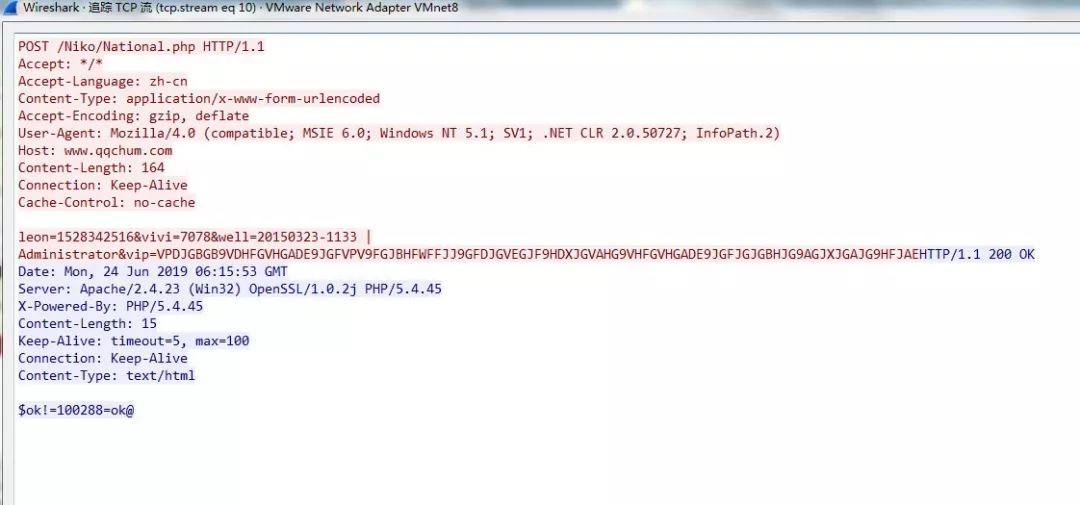 Wireshark · 追踪 TCP 流 (tcp.stream eq 10) · VMware Network Adapter VMnet8
POST /Niko/National.php HTTP/1.1
Accept: */*
Accept-Language: zh-cn
Content-Type: application/x-www-form-urlencoded
Accept-Encoding: gzip, deflate
User-Agent: Mozilla/4.0 (compatible; MSIE 6.0; Windows NT 5.1; SV1; .NET CLR 2.0.50727; InfoPath.2)
Host: www.qqchum.com
Content-Length: 164
Connection: Keep-Alive
Cache-Control: no-cache
leon=1528342516&vivi=7078&well=20150323-1133 |
Administrator&vip=VPDJGBGB9VDHFGVHGADE9JGFVPV9FGJBHFWFFJJ9GFDJGVEGJF9HDXJGVAHG9VHFGVHGADE9JGFJGJGBHJG9AGJXJGAJG9HFJAEHTTP/1.1 200 OK
Date: Mon, 24 Jun 2019 06:15:53 GMT
Server: Apache/2.4.23 (Win32) OpenSSL/1.0.2j PHP/5.4.45
X-Powered-By: PHP/5.4.45
Content-Length: 15
Keep-Alive: timeout=5, max=100
Connection: Keep-Alive
Content-Type: text/html
$ok!=100288=ok@